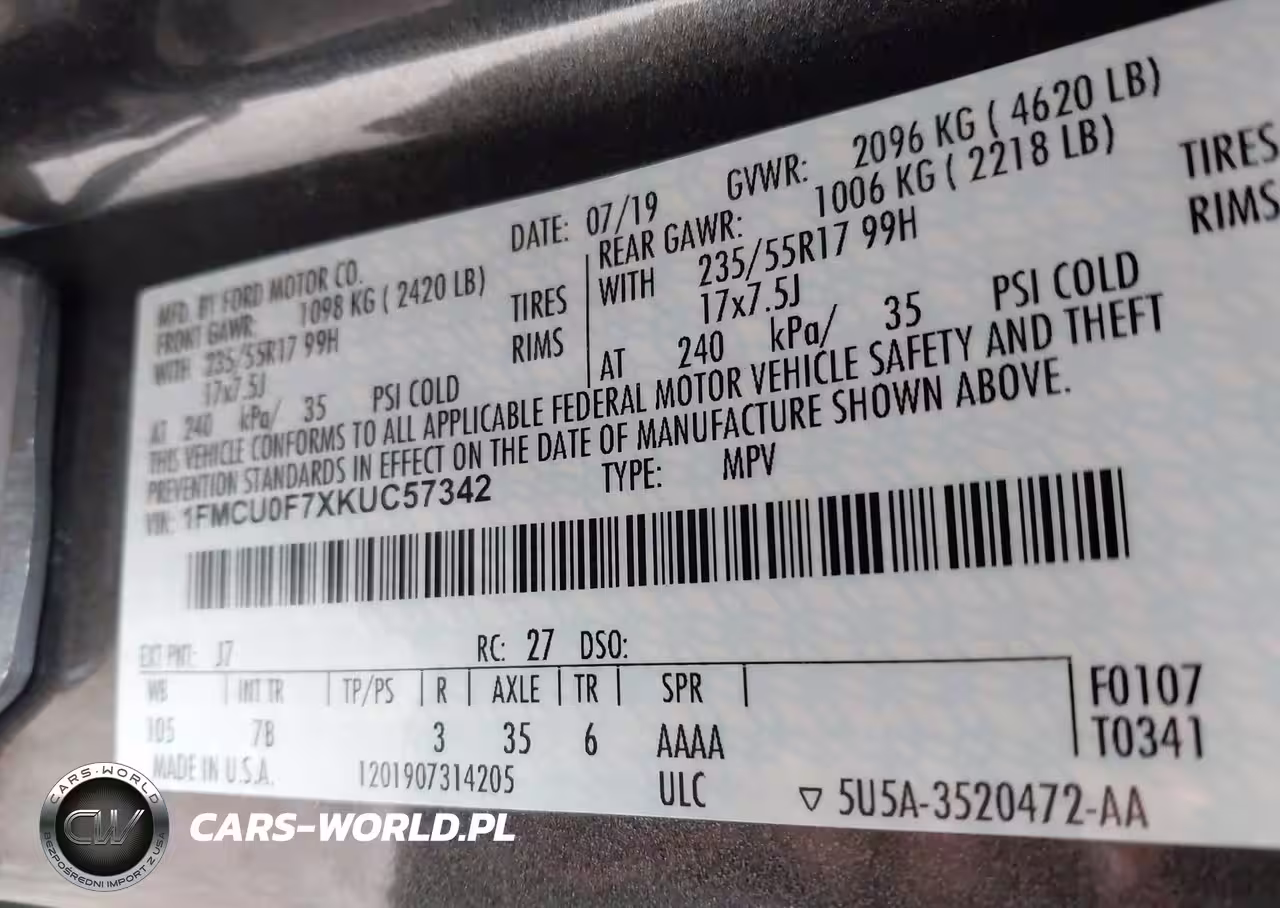 MFD. BY FORD MOTOR CO. DATE: 07/19 GVWR: 2096 KG ( 4620 LB)
FRONT GAWR: 1098 KG ( 2420 LB) REAR GAWR: 1006 KG ( 2218 LB)
WITH 235/55R17 99H TIRES WITH 235/55R17 99H TIRES
17x7.5J RIMS 17x7.5J RIMS
AT 240 kPa/ 35 PSI COLD AT 240 kPa/ 35 PSI COLD
THIS VEHICLE CONFORMS TO ALL APPLICABLE FEDERAL MOTOR VEHICLE SAFETY AND THEFT
PREVENTION STANDARDS IN EFFECT ON THE DATE OF MANUFACTURE SHOWN ABOVE.
VIN: 1FMCU0F7XKUC57342 TYPE: MPV
EXT PNT: J7 RC: 27 DSO:
WB INT TR TP/PS R AXLE TR SPR F0107
105 7B 3 35 6 AAAA T0341
MADE IN U.S.A. 1201907314205 ULC ▽ 5U5A-3520472-AA
CARS-WORLD
CW
BEZPOŚREDNI IMPORT Z USA
CARS-WORLD.PL